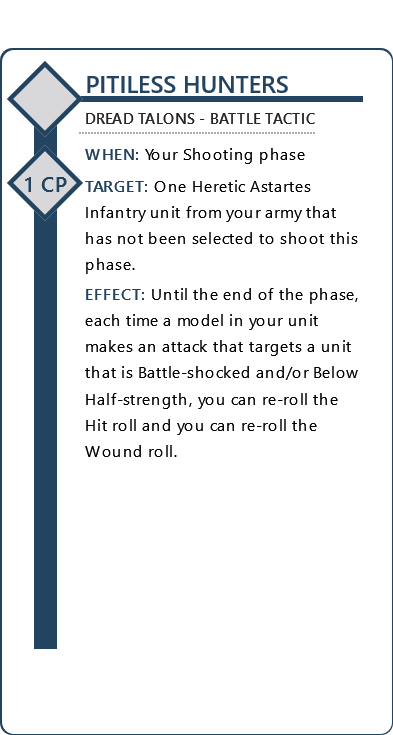 PITILESS HUNTERS
DREAD TALONS - BATTLE TACTIC
WHEN: Your Shooting phase
1 CP
TARGET: One Heretic Astartes
Infantry unit from your army that
has not been selected to shoot this
phase.
EFFECT: Until the end of the phase,
each time a model in your unit
makes an attack that targets a unit
that is Battle-shocked and/or Below
Half-strength, you can re-roll the
Hit roll and you can re-roll the
Wound roll.